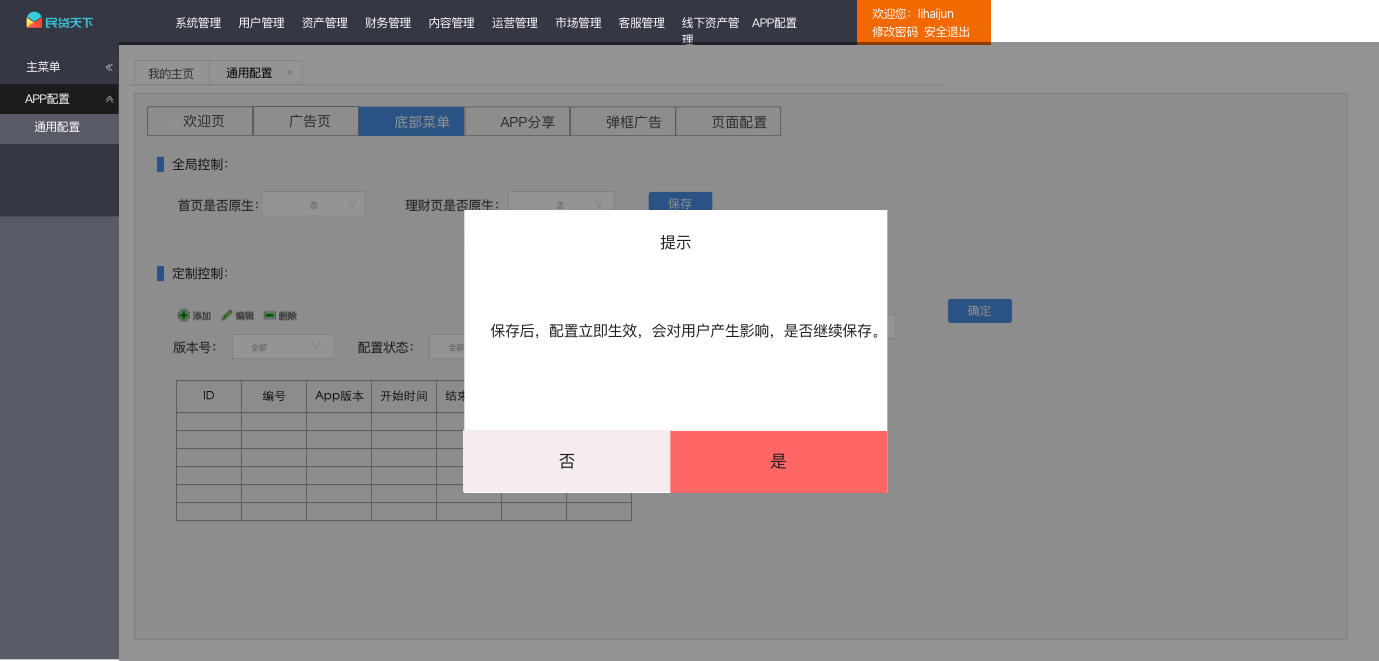 民贷天下
系统管理 用户管理 资产管理 财务管理 内容管理 运营管理 市场管理 客服管理 线下资产管理 APP配置
欢迎您：lihaijun
修改密码 安全退出
主菜单
APP配置
通用配置
我的主页 通用配置 ×
欢迎页 广告页 底部菜单 APP分享 弹框广告 页面配置
全局控制：
首页是否原生： 否 理财页是否原生： 否 保存
提示
定制控制：
添加 编辑 删除 确定
保存后，配置立即生效，会对用户产生影响，是否继续保存。
版本号： 全部 配置状态： 全部
ID 编号 App版本 开始时间 结束
否 是